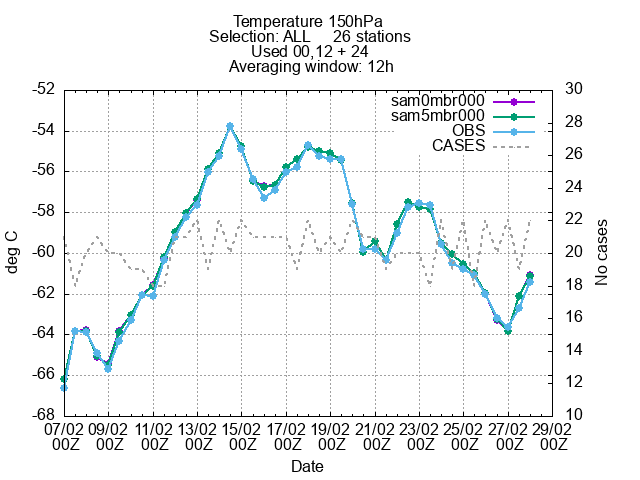 Temperature 150hPa
Selection: ALL 26 stations
Used 00,12 + 24
Averaging window: 12h
sam0mbr000
sam5mbr000
OBS
CASES
-52
-54
-56
-58
-60
-62
-64
-66
-68
deg C
30
28
26
24
22
20
18
16
14
12
10
No cases
07/02 09/02 11/02 13/02 15/02 17/02 19/02 21/02 23/02 25/02 27/02 29/02
00Z 00Z 00Z 00Z 00Z 00Z 00Z 00Z 00Z 00Z 00Z 00Z
Date